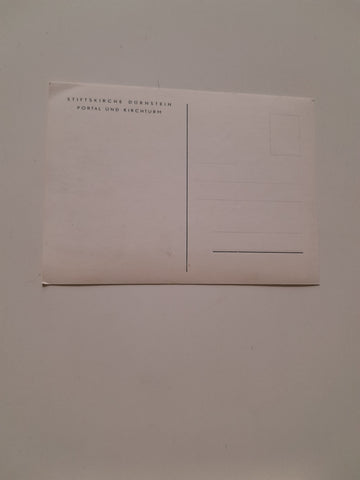 STIFTSKIRCHE DÜRNSTEIN
PORTAL UND KIRCHTURM